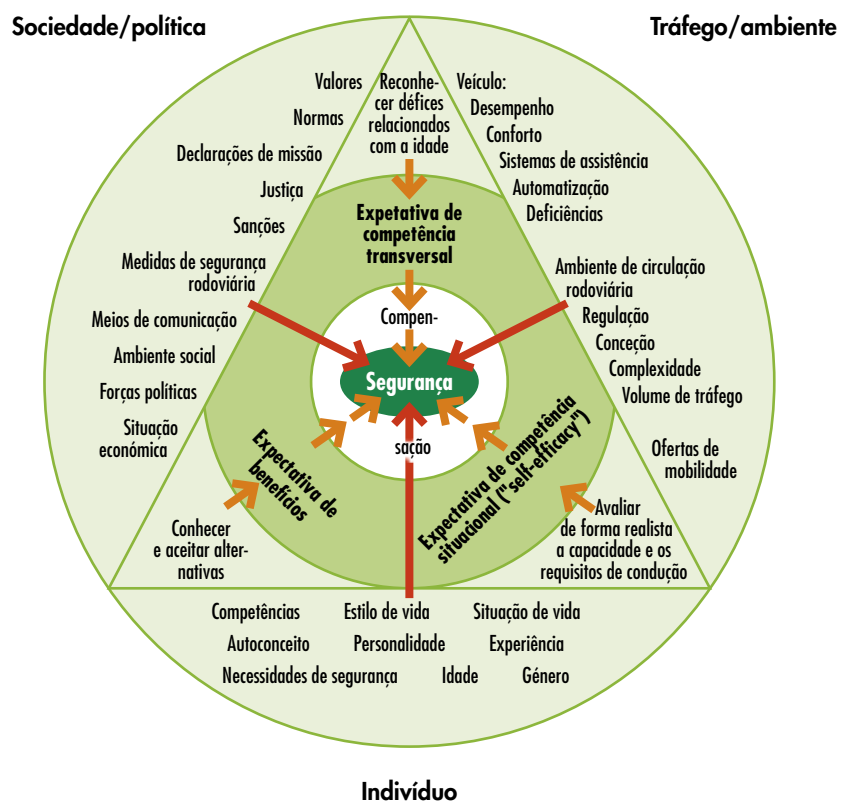 Sociedade/política
Tráfego/ambiente
Valores
Normas
Declarações de missão
Justiça
Sanções
Medidas de segurança
rodoviária
Meios de comunicação
Ambiente social
Forças políticas
Situação
económica
Reconhe-
cer défices
relacionados
com a idade
Veículo:
Desempenho
Conforto
Sistemas de assistência
Automatização
Deficiências
Ambiente de circulação
rodoviária
Regulação
Conceção
Complexidade
Volume de tráfego
Ofertas de
mobilidade
Expetativa de
competência
transversal
Compen-
Segurança
sação
Expectativa de
benefícios
Expectativa de competência
situacional ("self-efficacy")
Conhecer
e aceitar alter-
nativas
Avaliar
de forma realista
a capacidade e os
requisitos de condução
Competências Estilo de vida Situação de vida
Autoconceito Personalidade Experiência
Necessidades de segurança Idade Género
Indivíduo